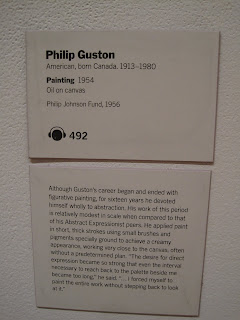 Philip Guston
American, born Canada. 1913–1980
Painting 1954
Oil on canvas
Philip Johnson Fund, 1956
492
Although Guston's career began and ended with
figurative painting, for sixteen years he devoted
himself wholly to abstraction. His work of this period
is relatively modest in scale when compared to that
of his Abstract Expressionist peers. He applied paint
in short, thick strokes using small brushes and
pigments specially ground to achieve a creamy
appearance, working very close to the canvas, often
without a predetermined plan. "The desire for direct
expression became so strong that even the interval
necessary to reach back to the palette beside me
became too long," he said. ". . . I forced myself to
paint the entire work without stepping back to look
at it."